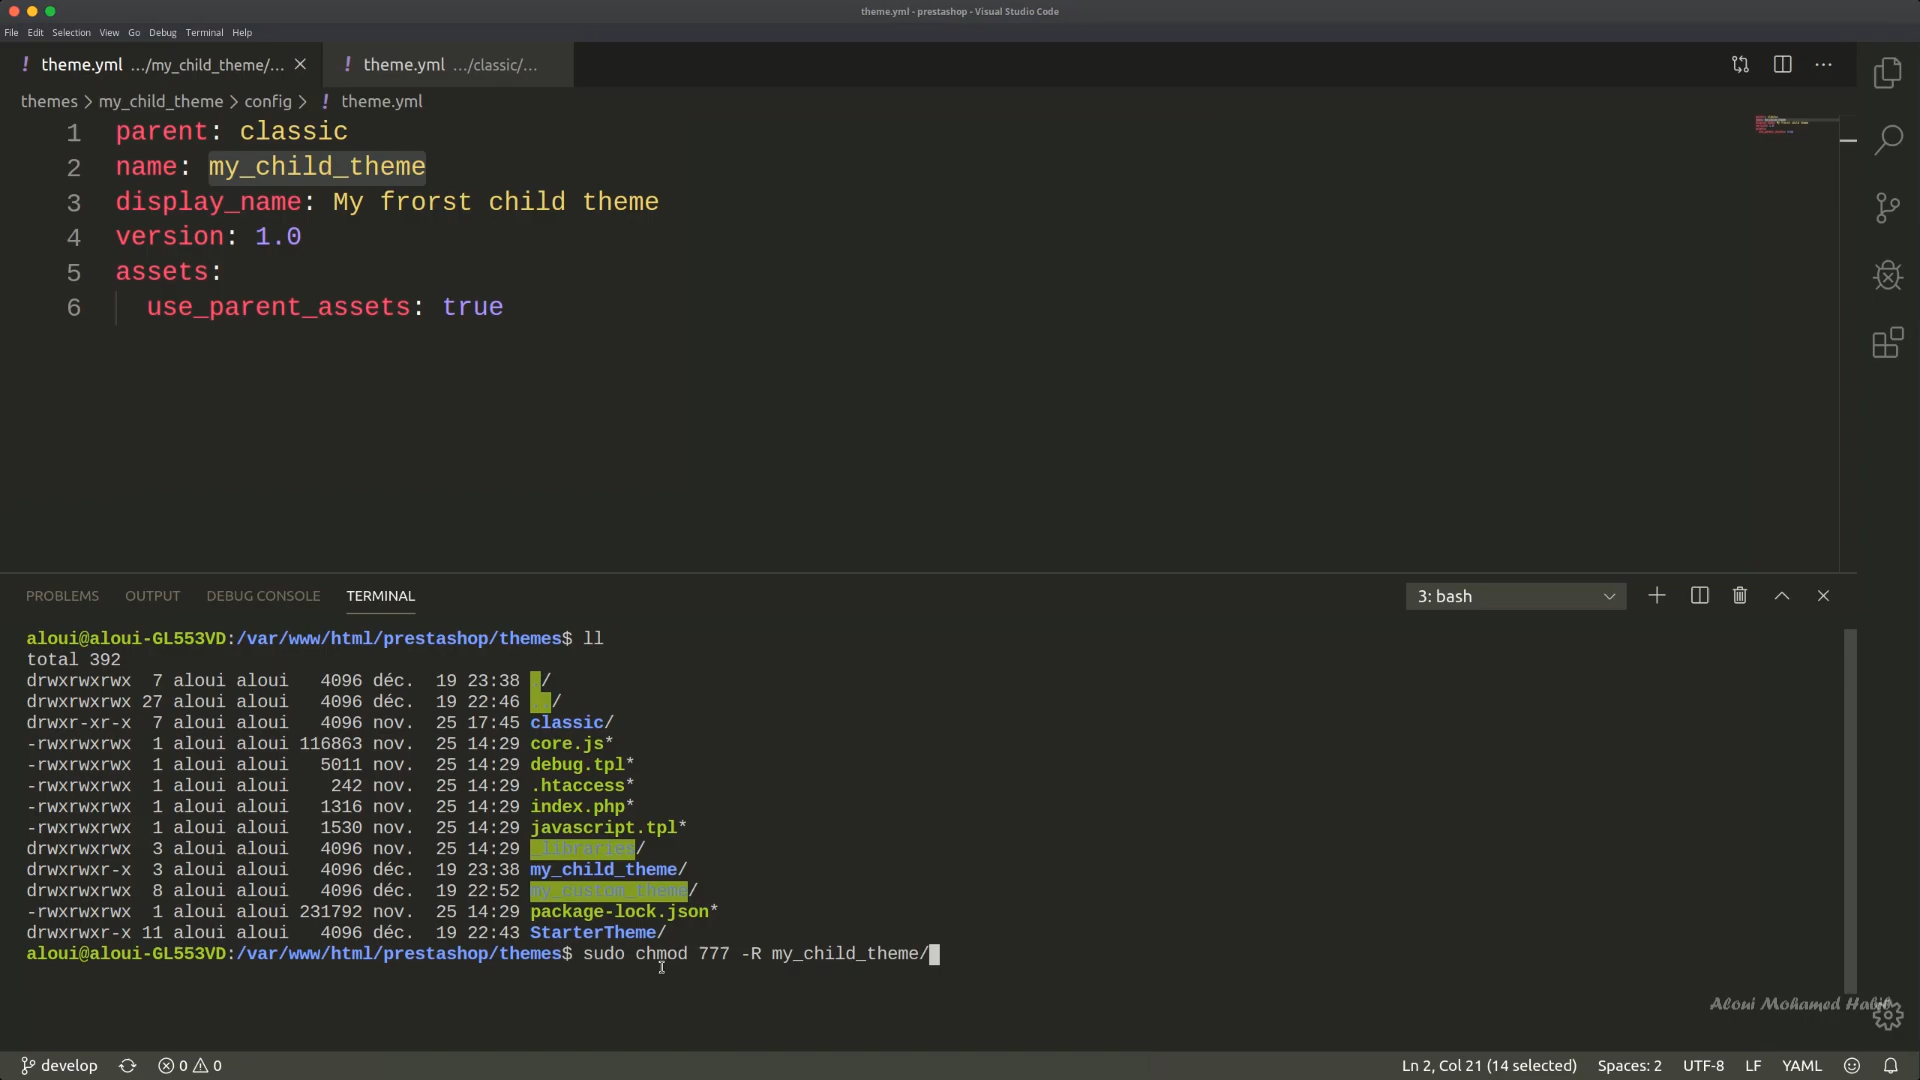 theme.yml - prestashop - Visual Studio Code
File Edit Selection View Go Debug Terminal Help
! theme.yml .../my_child_theme/... ! theme.yml .../classic/...
themes > my_child_theme > config > ! theme.yml
1 parent: classic
2 name: my_child_theme
3 display_name: My frorst child theme
4 version: 1.0
5 assets:
6 use_parent_assets: true
PROBLEMS OUTPUT DEBUG CONSOLE TERMINAL 3: bash
aloui@aloui-GL553VD:/var/www/html/prestashop/themes$ ll
total 392
drwxrwxrwx 7 aloui aloui 4096 déc. 19 23:38 ./
drwxrwxrwx 27 aloui aloui 4096 déc. 19 22:46 ../
drwxr-xr-x 7 aloui aloui 4096 nov. 25 17:45 classic/
-rwxrwxrwx 1 aloui aloui 116863 nov. 25 14:29 core.js*
-rwxrwxrwx 1 aloui aloui 5011 nov. 25 14:29 debug.tpl*
-rwxrwxrwx 1 aloui aloui 242 nov. 25 14:29 .htaccess*
-rwxrwxrwx 1 aloui aloui 1316 nov. 25 14:29 index.php*
-rwxrwxrwx 1 aloui aloui 1530 nov. 25 14:29 javascript.tpl*
drwxrwxrwx 3 aloui aloui 4096 nov. 25 14:29 _libraries/
drwxrwxr-x 3 aloui aloui 4096 déc. 19 23:38 my_child_theme/
drwxrwxrwx 8 aloui aloui 4096 déc. 19 22:52 my_custom_theme/
-rwxrwxrwx 1 aloui aloui 231792 nov. 25 14:29 package-lock.json*
drwxrwxr-x 11 aloui aloui 4096 déc. 19 22:43 StarterTheme/
aloui@aloui-GL553VD:/var/www/html/prestashop/themes$ sudo chmod 777 -R my_child_theme/
Aloui Mohamed Habib
develop 0 0 Ln 2, Col 21 (14 selected) Spaces: 2 UTF-8 LF YAML